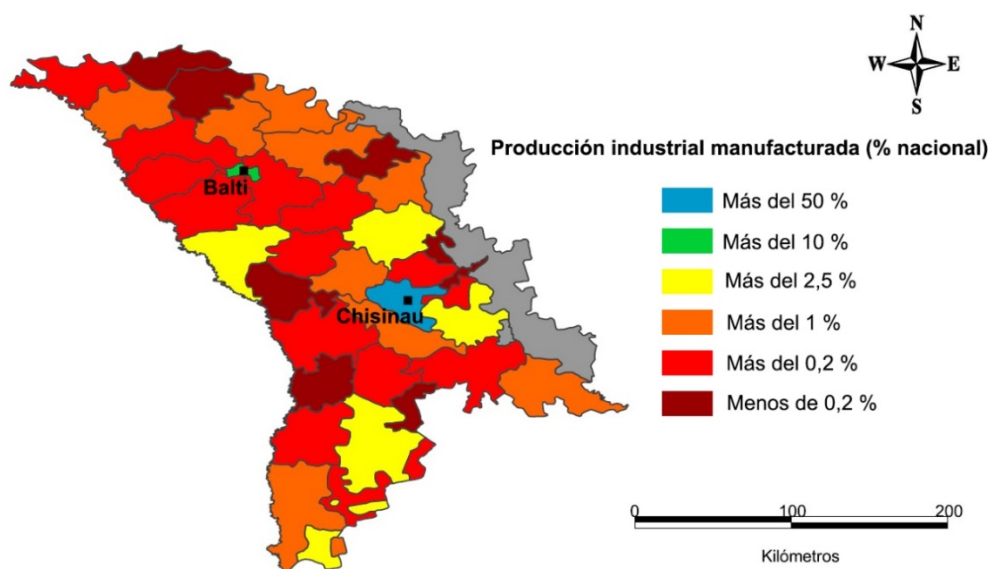 N
W E
S
Producción industrial manufacturada (% nacional)
Más del 50 %
Más del 10 %
Más del 2,5 %
Más del 1 %
Más del 0,2 %
Menos de 0,2 %
Balti
Chisinau
0 100 200
Kilómetros